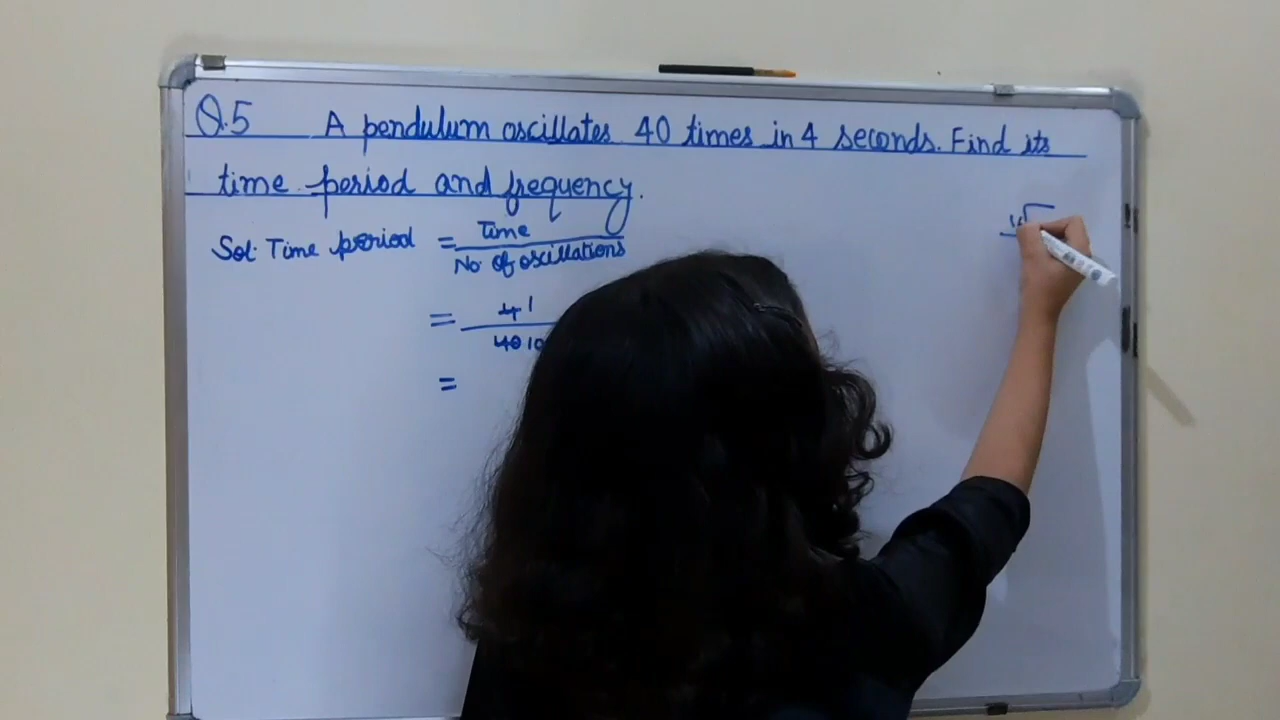 Q.5 A pendulum oscillates 40 times in 4 seconds. Find its
time period and frequency.
Sol: Time period = Time
No of oscillations
= 4 1
40 10
=